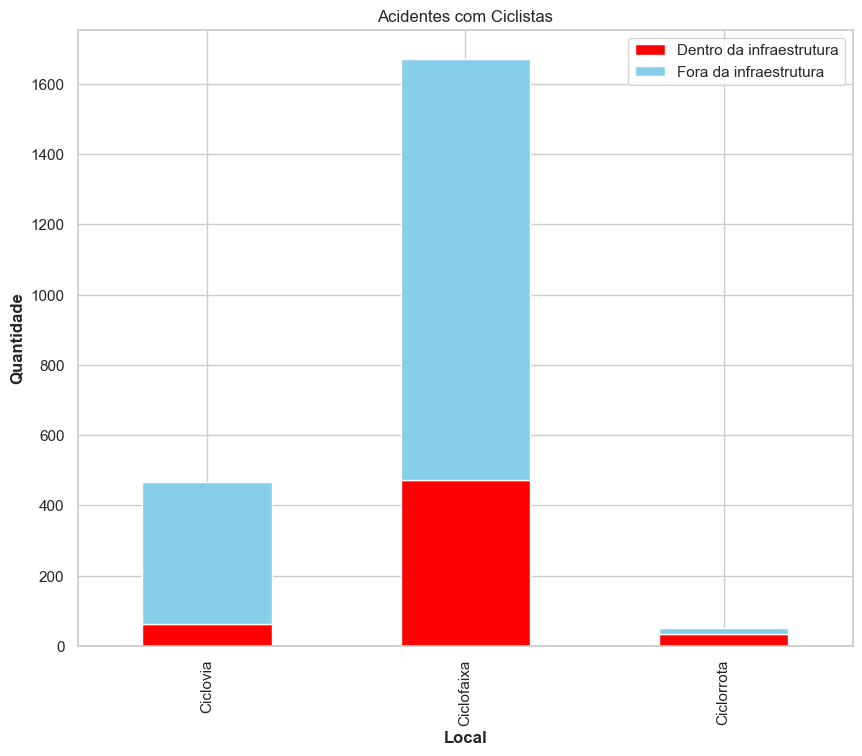 Acidentes com Ciclistas
Dentro da infraestrutura
Fora da infraestrutura
Quantidade
1600
1400
1200
1000
800
600
400
200
0
Ciclovia
Ciclofaixa
Ciclorrota
Local